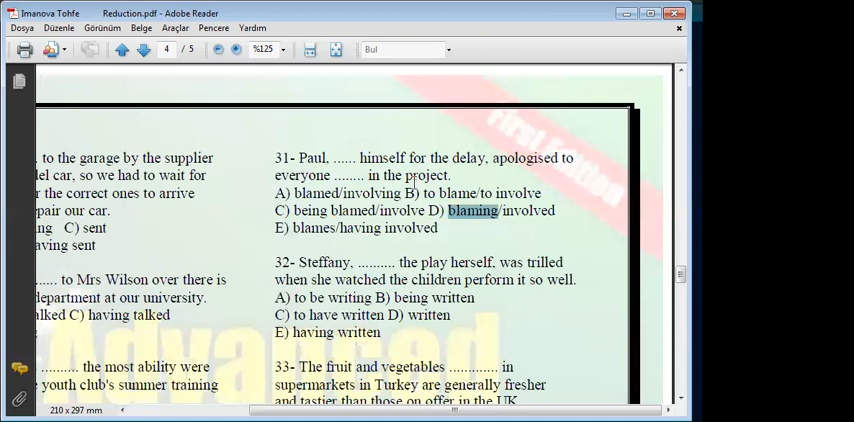 Imanova Tohfe Reduction.pdf - Adobe Reader
Dosya Düzenle Görünüm Belge Araçlar Pencere Yardım
4 / 5 %125 Bul
to the garage by the supplier
del car, so we had to wait for
r the correct ones to arrive
epair our car.
ing C) sent
aving sent
to Mrs Wilson over there is
department at our university.
alked C) having talked
.......... the most ability were
e youth club's summer training
31- Paul, ...... himself for the delay, apologised to
everyone ........ in the project.
A) blamed/involving B) to blame/to involve
C) being blamed/involve D) blaming/involved
E) blames/having involved
32- Steffany, .......... the play herself, was trilled
when she watched the children perform it so well.
A) to be writing B) being written
C) to have written D) written
E) having written
33- The fruit and vegetables ............. in
supermarkets in Turkey are generally fresher
and tastier than those on offer in the UK
First Edition
Advanced
210 x 297 mm